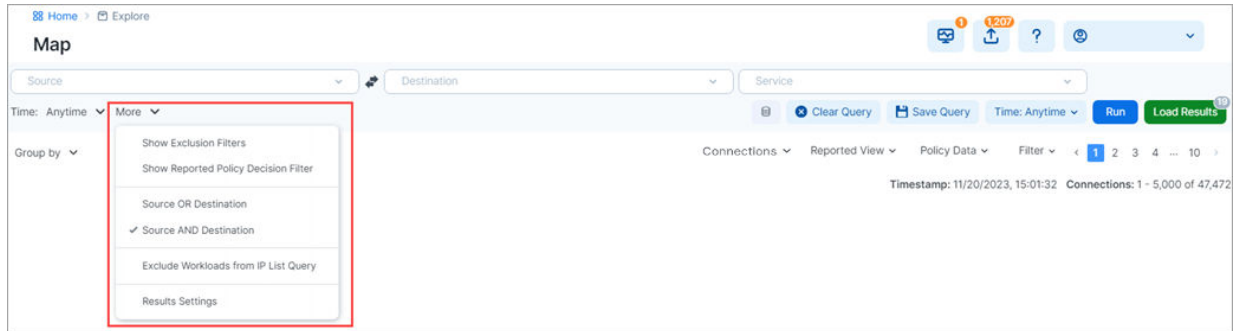 Home > Explore
1
1,207
?
Map
Source
Destination
Service
Time: Anytime
More
Clear Query
Save Query
Time: Anytime
Run
Load Results
19
Show Exclusion Filters
Show Reported Policy Decision Filter
Source OR Destination
✓ Source AND Destination
Exclude Workloads from IP List Query
Results Settings
Group by
Connections
Reported View
Policy Data
Filter
‹ 1 2 3 4 ... 10 ›
Timestamp: 11/20/2023, 15:01:32 Connections: 1 - 5,000 of 47,472